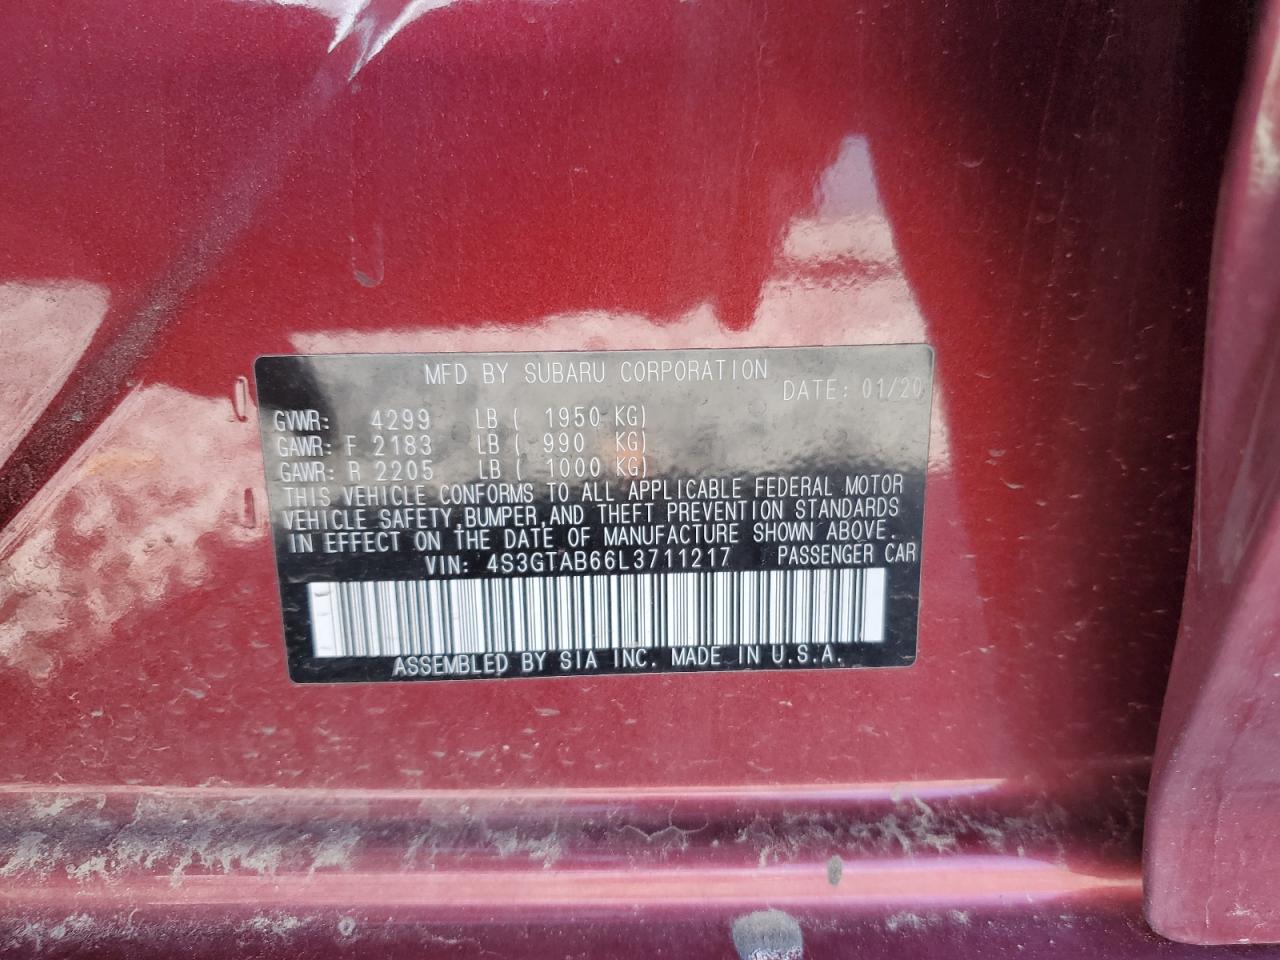 MFD BY SUBARU CORPORATION
DATE: 01/20
GVWR: 4299 LB ( 1950 KG)
GAWR: F 2183 LB ( 990 KG)
GAWR: R 2205 LB ( 1000 KG)
THIS VEHICLE CONFORMS TO ALL APPLICABLE FEDERAL MOTOR
VEHICLE SAFETY,BUMPER,AND THEFT PREVENTION STANDARDS
IN EFFECT ON THE DATE OF MANUFACTURE SHOWN ABOVE.
VIN: 4S3GTAB66L3711217 PASSENGER CAR
ASSEMBLED BY SIA INC. MADE IN U.S.A.